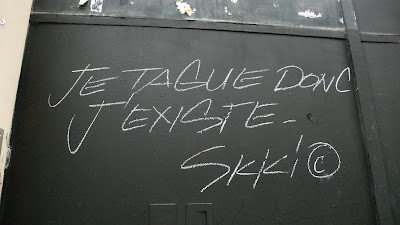 JE TAGUE DONC
J'EXISTE-
SKKi ©